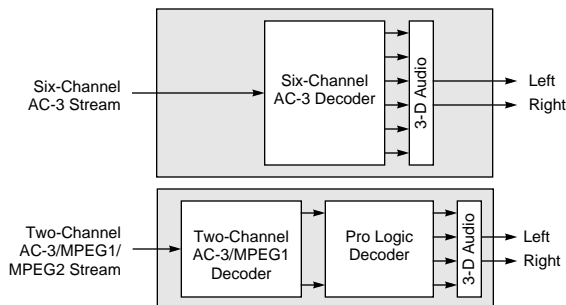 Six-Channel
AC-3 Stream
Six-Channel
AC-3 Decoder
3-D Audio
Left
Right
Two-Channel
AC-3/MPEG1/
MPEG2 Stream
Two-Channel
AC-3/MPEG1
Decoder
Pro Logic
Decoder
3-D Audio
Left
Right